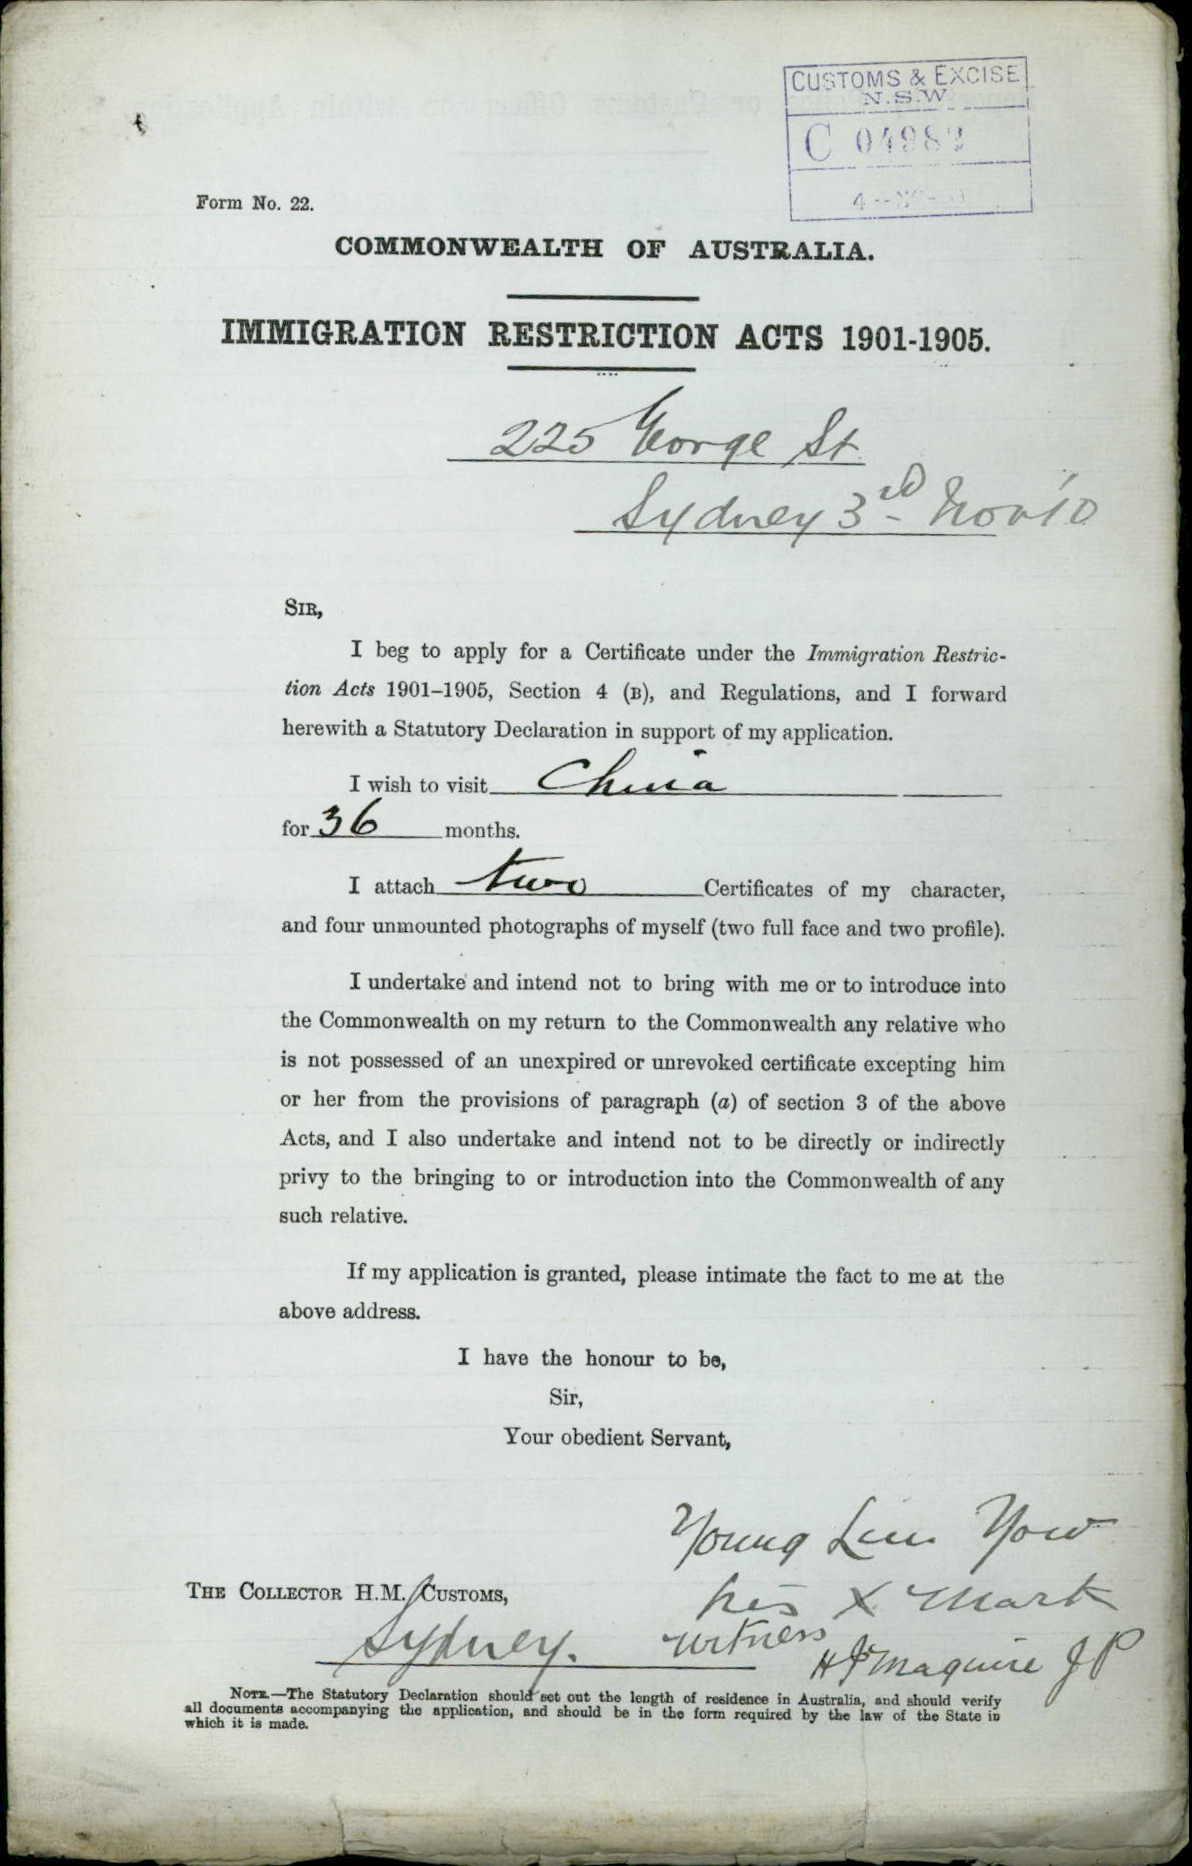 CUSTOMS & EXCISE
N.S.W.
C 0498
Form No. 22.
COMMONWEALTH OF AUSTRALIA.
IMMIGRATION RESTRICTION ACTS 1901-1905.
225 George St
Sydney 3rd Nov '10
SIR,
I beg to apply for a Certificate under the Immigration Restric-
tion Acts 1901–1905, Section 4 (B), and Regulations, and I forward
herewith a Statutory Declaration in support of my application.
I wish to visit China
for 36 months.
I attach two Certificates of my character,
and four unmounted photographs of myself (two full face and two profile).
I undertake and intend not to bring with me or to introduce into
the Commonwealth on my return to the Commonwealth any relative who
is not possessed of an unexpired or unrevoked certificate excepting him
or her from the provisions of paragraph (a) of section 3 of the above
Acts, and I also undertake and intend not to be directly or indirectly
privy to the bringing to or introduction into the Commonwealth of any
such relative.
If my application is granted, please intimate the fact to me at the
above address.
I have the honour to be,
Sir,
Your obedient Servant,
Young Lun Yow
THE COLLECTOR H.M. CUSTOMS,
his X Mark
Sydney.
witness
H J Maguire J P
NOTE.—The Statutory Declaration should set out the length of residence in Australia, and should verify
all documents accompanying the application, and should be in the form required by the law of the State in
which it is made.